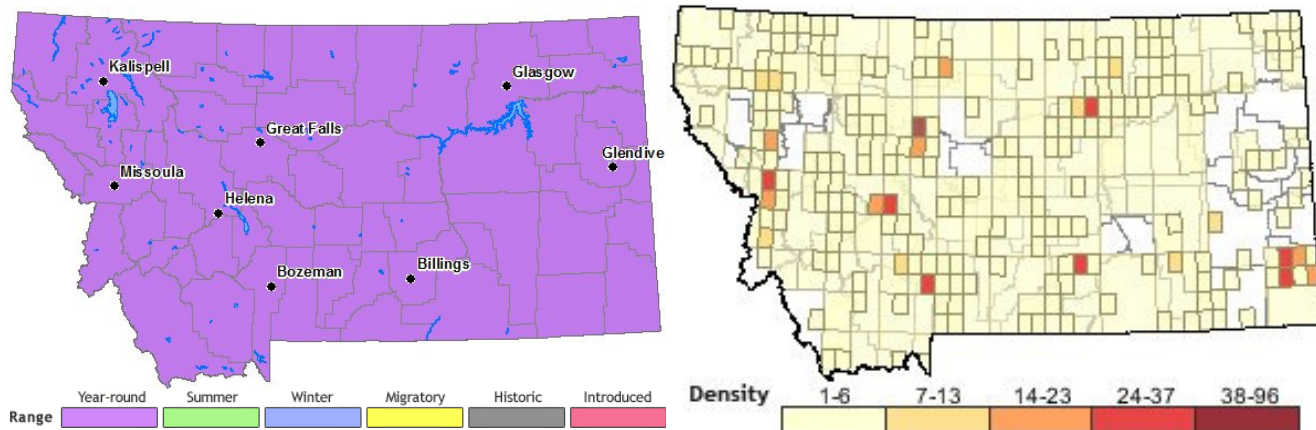 Kalispell
Glasgow
Great Falls
Glendive
Missoula
Helena
Bozeman
Billings
Range Year-round Summer Winter Migratory Historic Introduced
Density 1-6 7-13 14-23 24-37 38-96